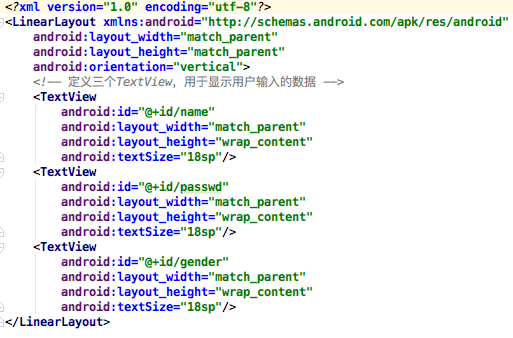 <?xml version="1.0" encoding="utf-8"?>
<LinearLayout xmlns:android="http://schemas.android.com/apk/res/android"
    android:layout_width="match_parent"
    android:layout_height="match_parent"
    android:orientation="vertical">
    <!-- 定义三个TextView，用于显示用户输入的数据 -->
    <TextView
        android:id="@+id/name"
        android:layout_width="match_parent"
        android:layout_height="wrap_content"
        android:textSize="18sp"/>
    <TextView
        android:id="@+id/passwd"
        android:layout_width="match_parent"
        android:layout_height="wrap_content"
        android:textSize="18sp"/>
    <TextView
        android:id="@+id/gender"
        android:layout_width="match_parent"
        android:layout_height="wrap_content"
        android:textSize="18sp"/>
</LinearLayout>